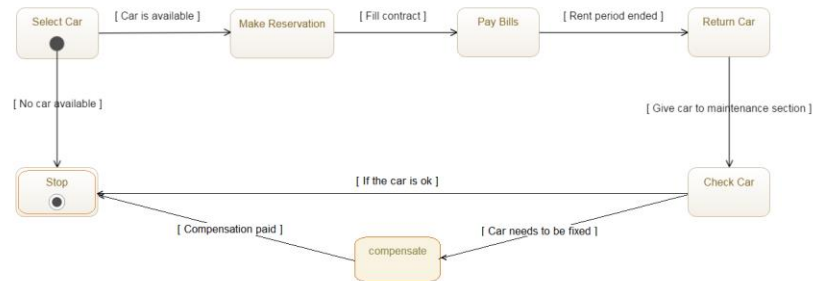 Select Car
[ Car is available ]
Make Reservation
[ Fill contract ]
Pay Bills
[ Rent period ended ]
Return Car
[ No car available ]
[ Give car to maintenance section ]
Stop
[ If the car is ok ]
Check Car
[ Compensation paid ]
[ Car needs to be fixed ]
compensate